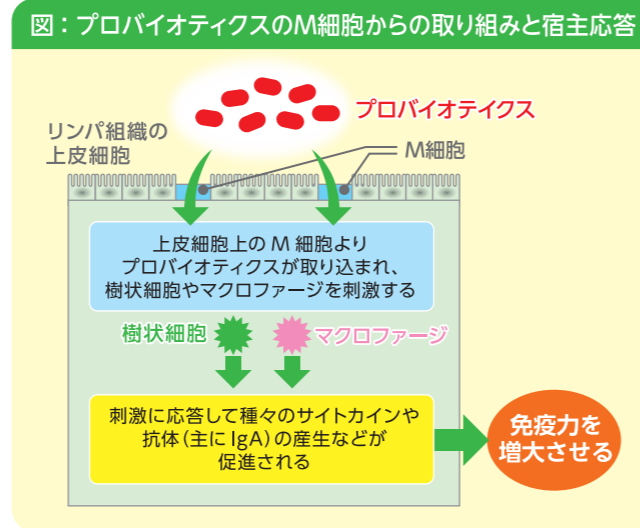 図：プロバイオティクスのM細胞からの取り組みと宿主応答
プロバイオテイクス
リンパ組織の
上皮細胞
M細胞
上皮細胞上の M 細胞より
プロバイオティクスが取り込まれ、
樹状細胞やマクロファージを刺激する
樹状細胞
マクロファージ
刺激に応答して種々のサイトカインや
抗体（主に IgA）の産生などが
促進される
免疫力を
増大させる